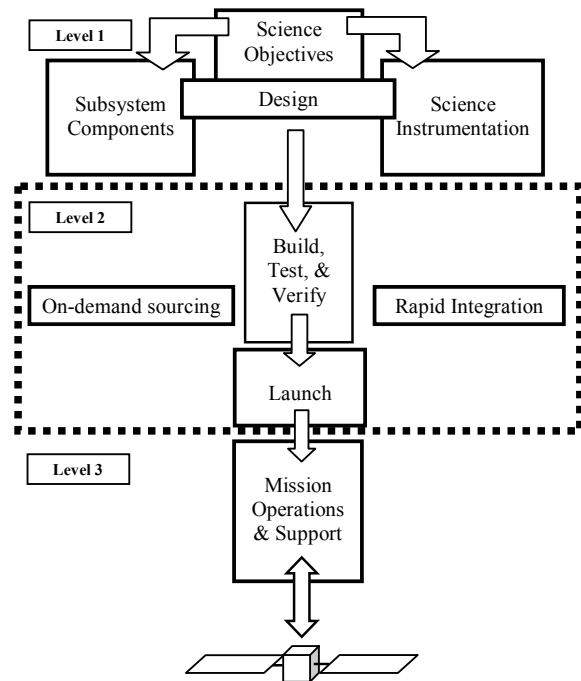 Level 1
Science
Objectives
Subsystem
Components
Design
Science
Instrumentation
Level 2
Build,
Test, &
Verify
On-demand sourcing
Rapid Integration
Launch
Level 3
Mission
Operations
& Support